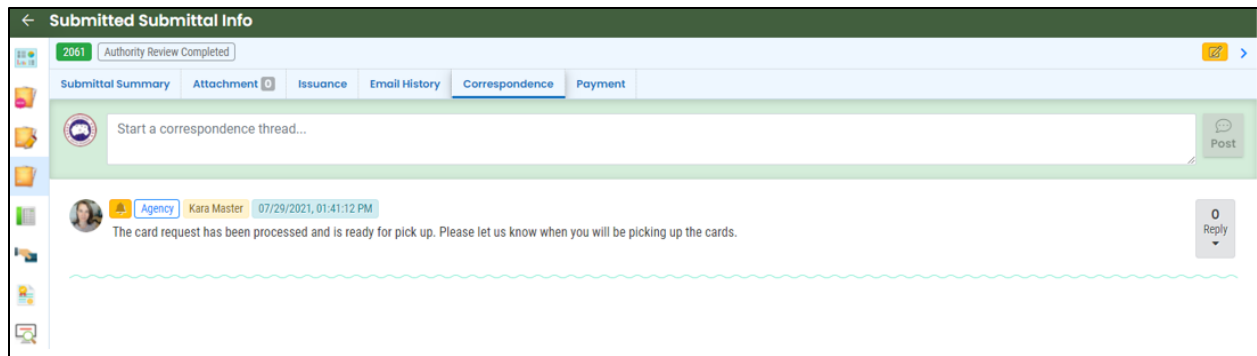 Submitted Submittal Info
2061 Authority Review Completed
Submittal Summary Attachment 0 Issuance Email History Correspondence Payment
Start a correspondence thread...
Post
Agency Kara Master 07/29/2021, 01:41:12 PM
The card request has been processed and is ready for pick up. Please let us know when you will be picking up the cards.
0
Reply